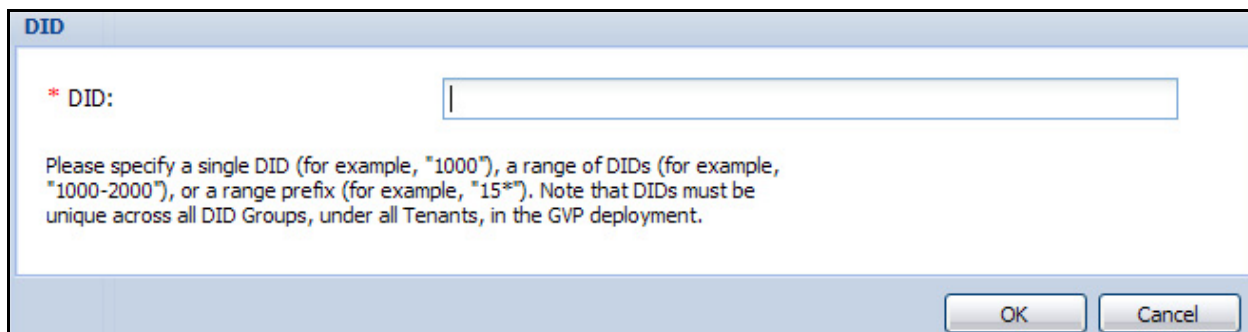 DID
* DID:
Please specify a single DID (for example, "1000"), a range of DIDs (for example,
"1000-2000"), or a range prefix (for example, "15*"). Note that DIDs must be
unique across all DID Groups, under all Tenants, in the GVP deployment.
OK Cancel